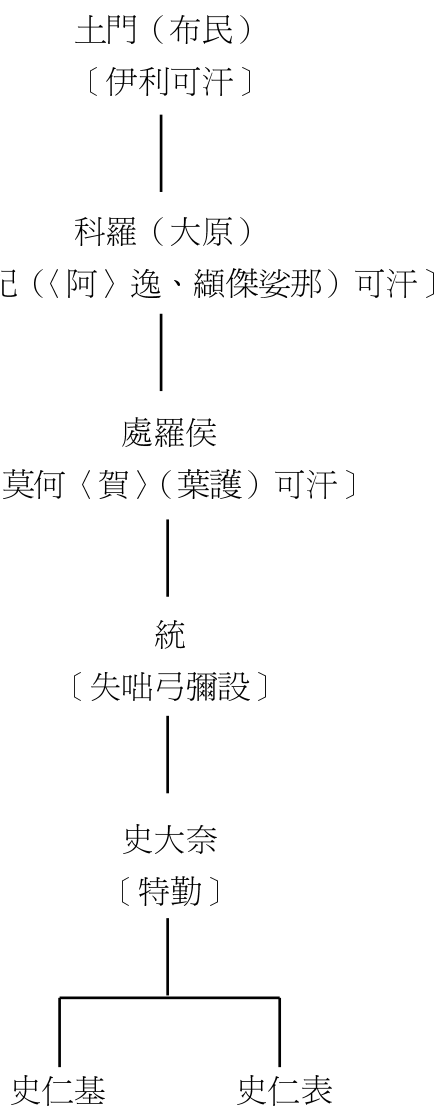 土門（布民）
〔伊利可汗〕
科羅（大原）
記（〈阿〉逸、纈傑娑那）可汗〕
處羅侯
莫何〈賀〉（葉護）可汗〕
統
〔失咄弓彌設〕
史大奈
〔特勤〕
史仁基 史仁表